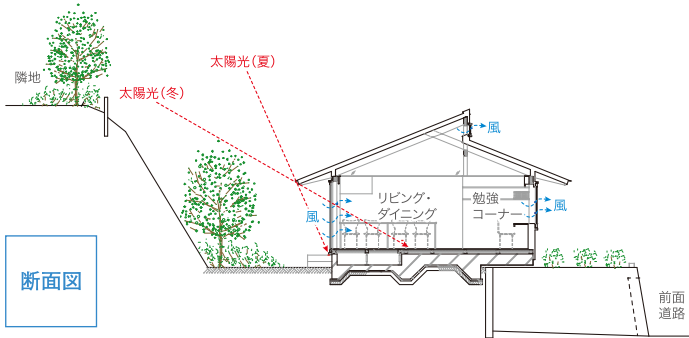 隣地
太陽光(夏)
太陽光(冬)
風
リビング・
ダイニング
勉強
コーナー
風
風
断面図
前面
道路